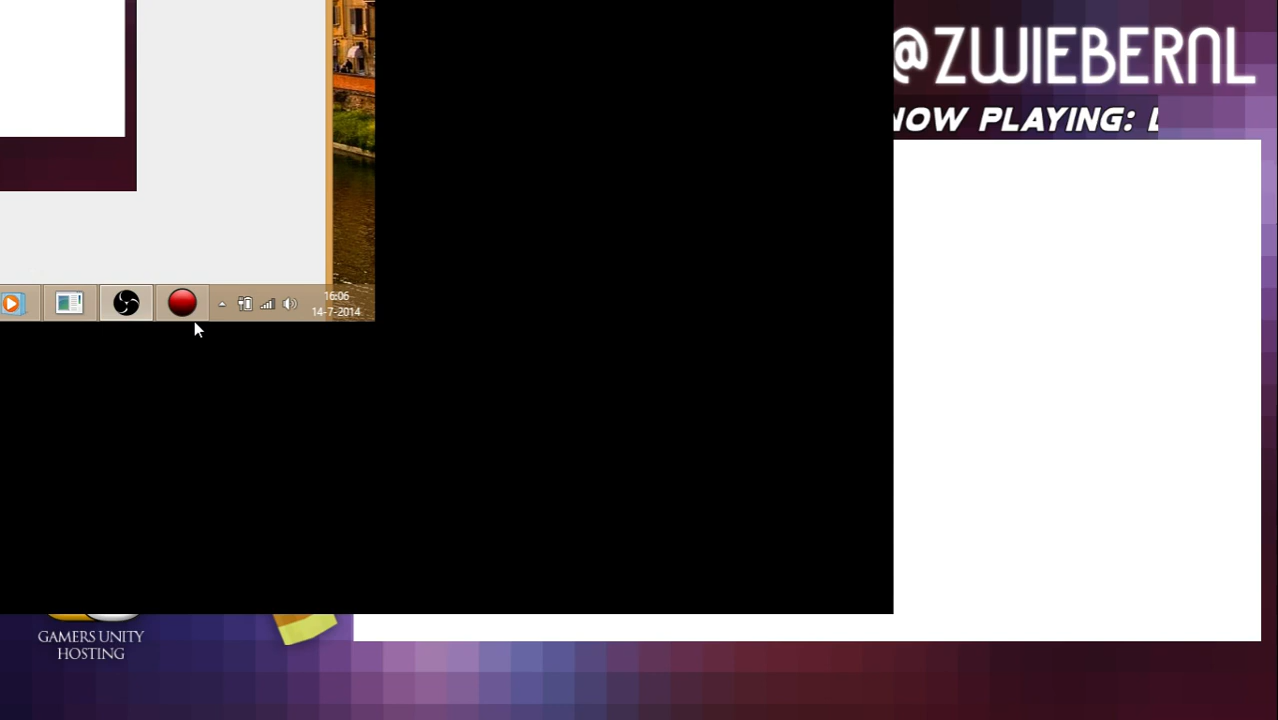 @ZWIEBERNL
NOW PLAYING:
16:06
14-7-2014
GAMERS UNITY
HOSTING